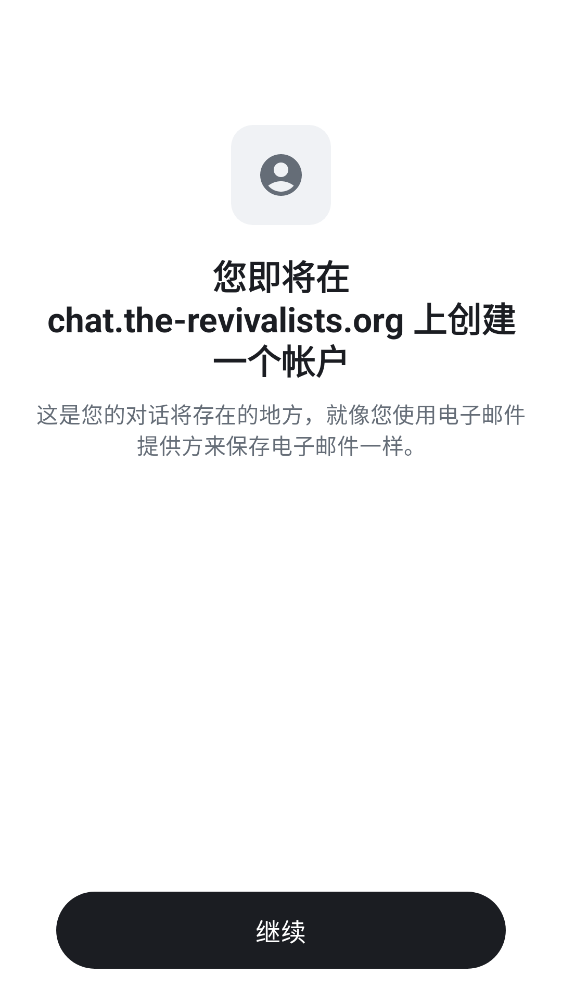 您即将在
chat.the-revivalists.org 上创建
一个帐户
这是您的对话将存在的地方，就像您使用电子邮件
提供方来保存电子邮件一样。
继续